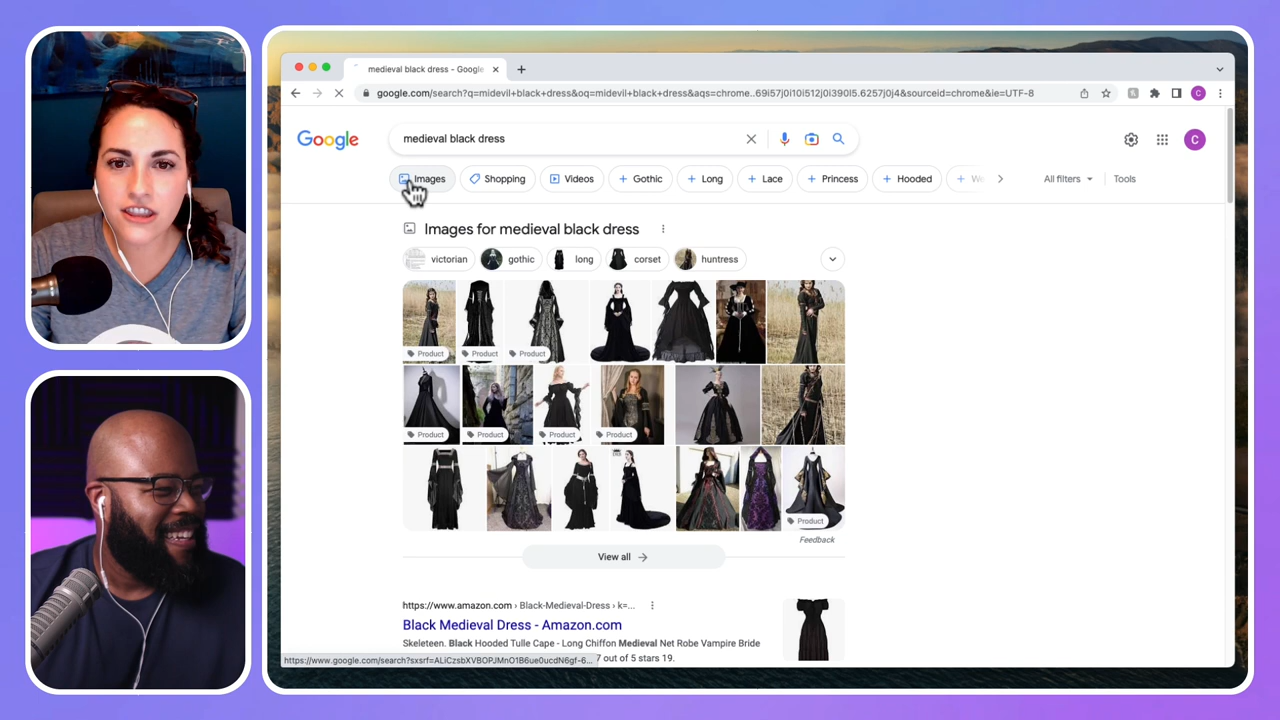 medieval black dress - Google
google.com/search?q=midevil+black+dress&oq=midevil+black+dress&aqs=chrome..69i57j0i10i512j0i390l5.6257j0j4&sourceid=chrome&ie=UTF-8
C
Google
medieval black dress
C
Images
Shopping
Videos
+ Gothic
+ Long
+ Lace
+ Princess
+ Hooded
+ We
All filters
Tools
Images for medieval black dress
victorian
gothic
long
corset
huntress
Product
Product
Product
Product
Product
Product
Product
Product
Feedback
View all
https://www.amazon.com › Black-Medieval-Dress › k=...
Black Medieval Dress - Amazon.com
Skeleteen. Black Hooded Tulle Cape - Long Chiffon Medieval Net Robe Vampire Bride
7 out of 5 stars 19.